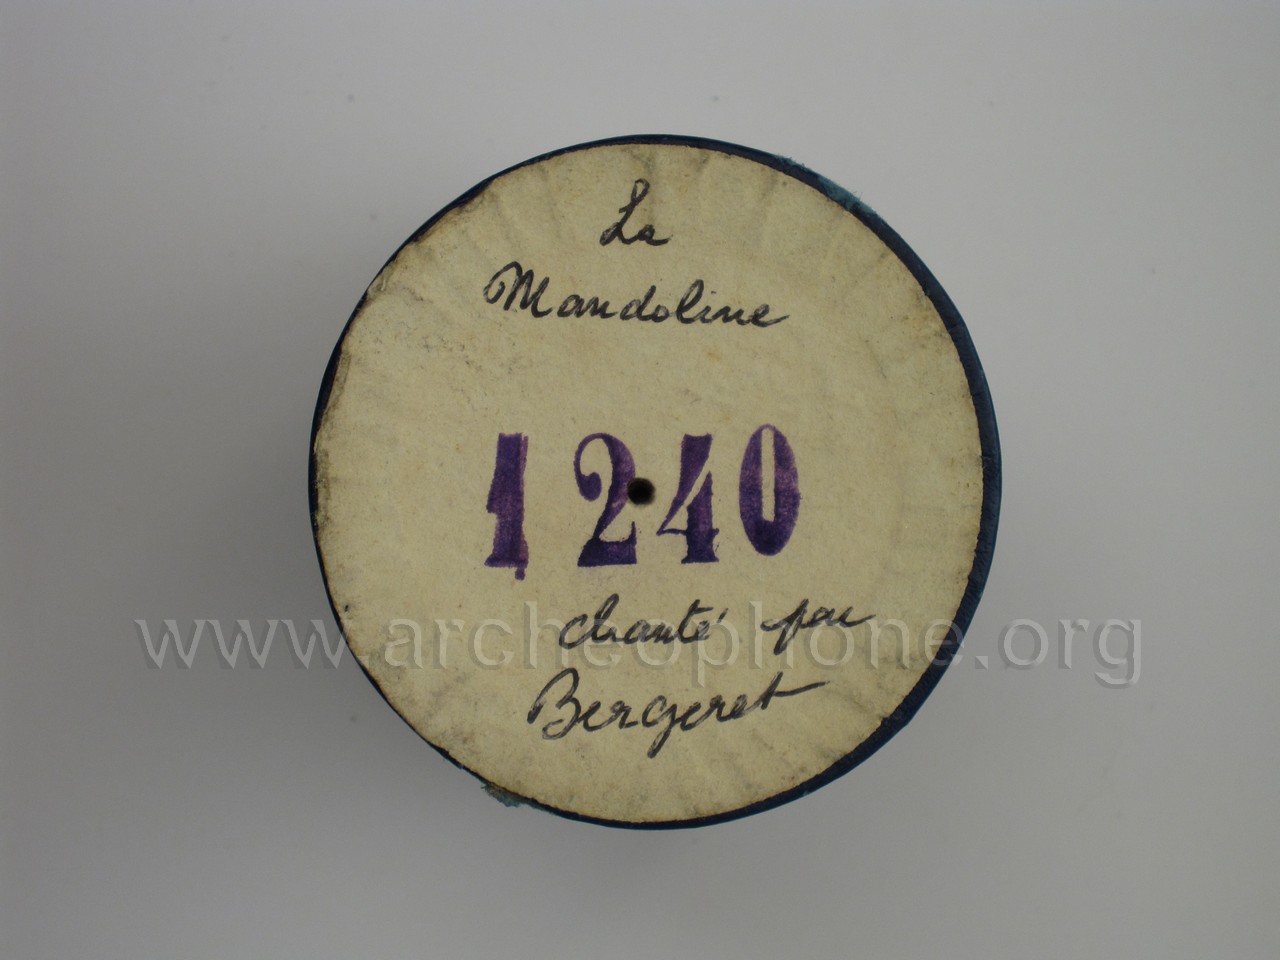 La
Mandoline
1240
chanté par
www.archeophone.org
Bergeret